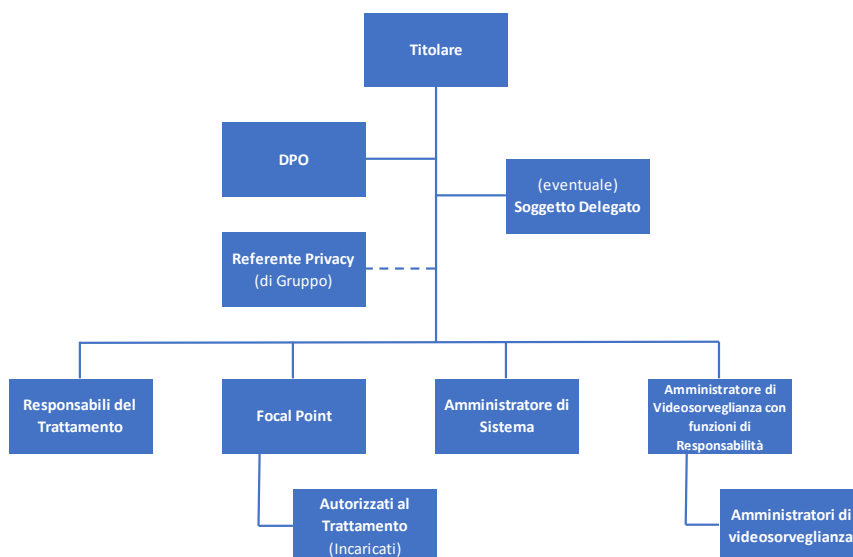 Titolare
DPO
(eventuale)
Soggetto Delegato
Referente Privacy
(di Gruppo)
Responsabili del
Trattamento
Focal Point
Amministratore di
Sistema
Amministratore di
Videosorveglianza con
funzioni di
Responsabilità
Autorizzati al
Trattamento
(Incaricati)
Amministratori di
videosorveglianza